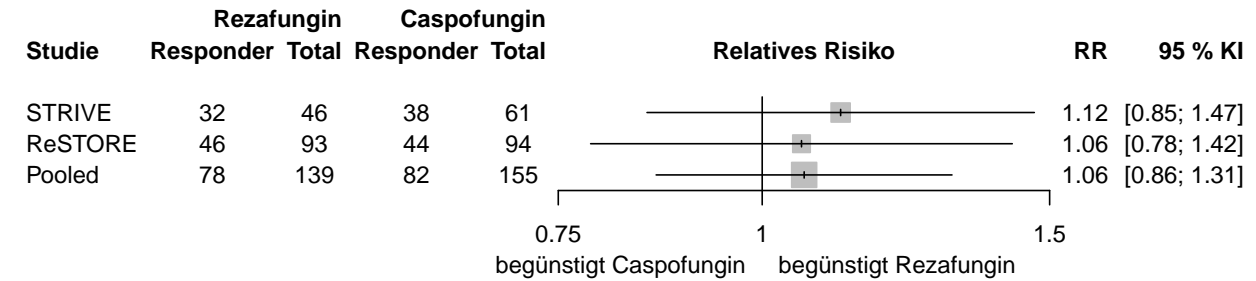 Rezafungin Caspofungin
Studie Responder Total Responder Total Relatives Risiko RR 95 % KI
STRIVE 32 46 38 61 1.12 [0.85; 1.47]
ReSTORE 46 93 44 94 1.06 [0.78; 1.42]
Pooled 78 139 82 155 1.06 [0.86; 1.31]
0.75 1 1.5
begünstigt Caspofungin begünstigt Rezafungin